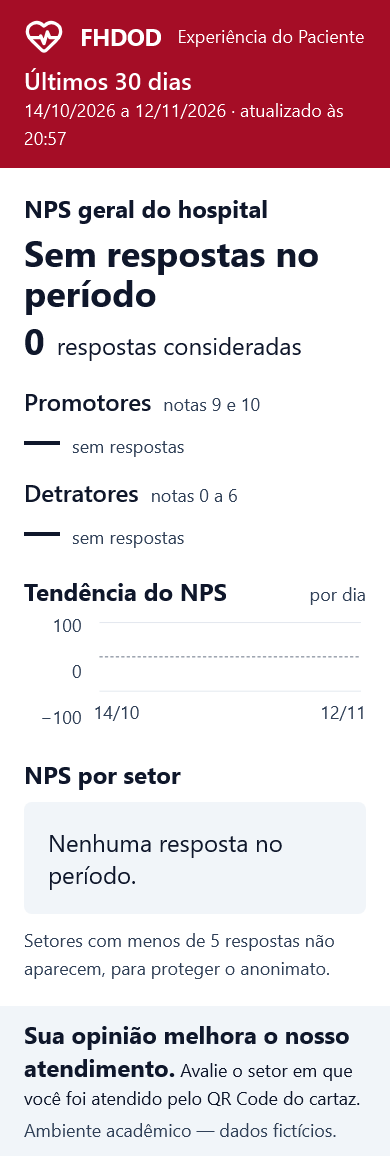 FHDOD Experiência do Paciente
Últimos 30 dias
14/10/2026 a 12/11/2026 · atualizado às
20:57
NPS geral do hospital
Sem respostas no
período
0 respostas consideradas
Promotores notas 9 e 10
— sem respostas
Detratores notas 0 a 6
— sem respostas
Tendência do NPS por dia
100
0
−100
14/10 12/11
NPS por setor
Nenhuma resposta no
período.
Setores com menos de 5 respostas não
aparecem, para proteger o anonimato.
Sua opinião melhora o nosso
atendimento. Avalie o setor em que
você foi atendido pelo QR Code do cartaz.
Ambiente acadêmico — dados fictícios.